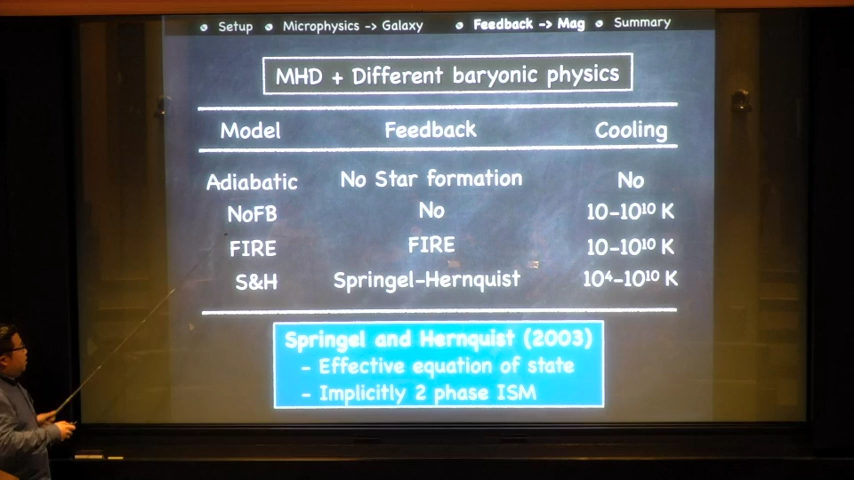 Setup Microphysics -> Galaxy Feedback -> Mag Summary
MHD + Different baryonic physics
Model Feedback Cooling
Adiabatic No Star formation No
NoFB No 10-10¹⁰ K
FIRE FIRE 10-10¹⁰ K
S&H Springel-Hernquist 10⁴-10¹⁰ K
Springel and Hernquist (2003)
- Effective equation of state
- Implicitly 2 phase ISM